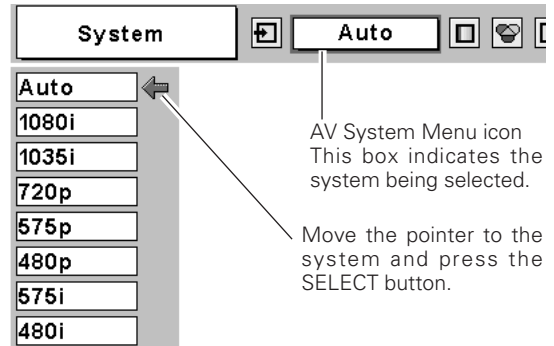 System
Auto
Auto
1080i
1035i
720p
575p
480p
575i
480i
AV System Menu icon
This box indicates the
system being selected.
Move the pointer to the
system and press the
SELECT button.